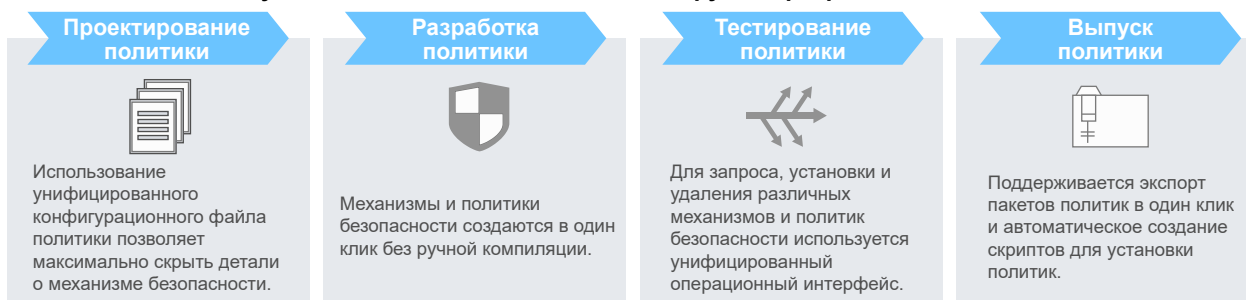 Проектирование
политики
Использование
унифицированного
конфигурационного файла
политики позволяет
максимально скрыть детали
о механизме безопасности.
Разработка
политики
Механизмы и политики
безопасности создаются в один
клик без ручной компиляции.
Тестирование
политики
Для запроса, установки и
удаления различных
механизмов и политик
безопасности используется
унифицированный
операционный интерфейс.
Выпуск
политики
Поддерживается экспорт
пакетов политик в один клик
и автоматическое создание
скриптов для установки
политик.